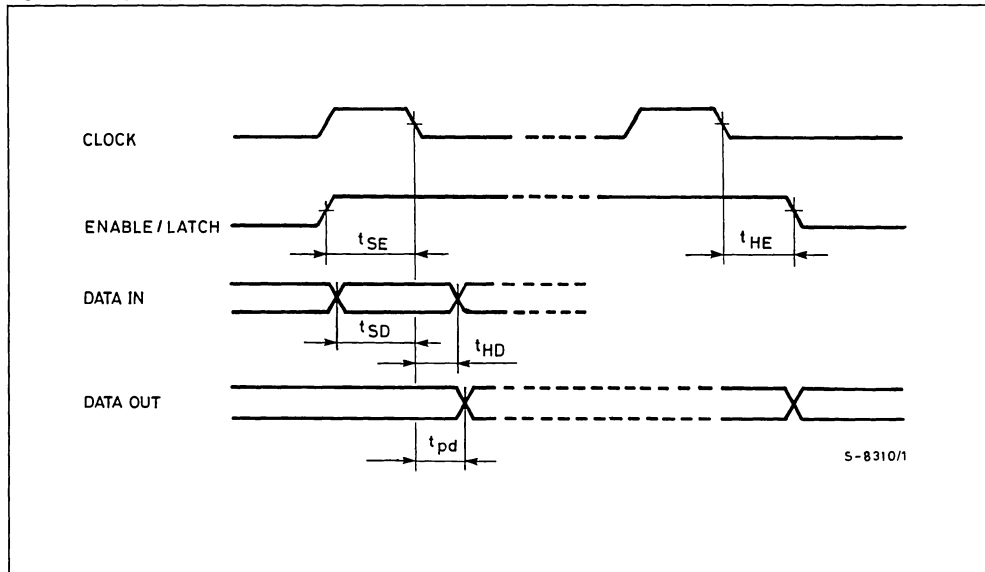 CLOCK
ENABLE / LATCH
tSE
tHE
DATA IN
tSD
tHD
DATA OUT
tpd
S-8310/1